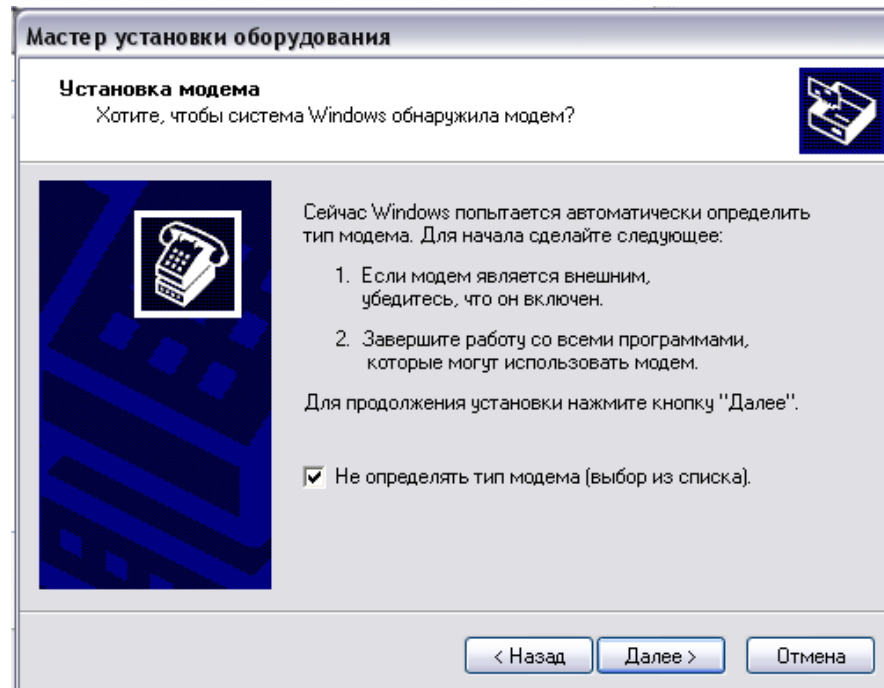 Мастер установки оборудования
Установка модема
Хотите, чтобы система Windows обнаружила модем?
Сейчас Windows попытается автоматически определить
тип модема. Для начала сделайте следующее:
1. Если модем является внешним,
убедитесь, что он включен.
2. Завершите работу со всеми программами,
которые могут использовать модем.
Для продолжения установки нажмите кнопку "Далее".
Не определять тип модема (выбор из списка).
< Назад
Далее >
Отмена